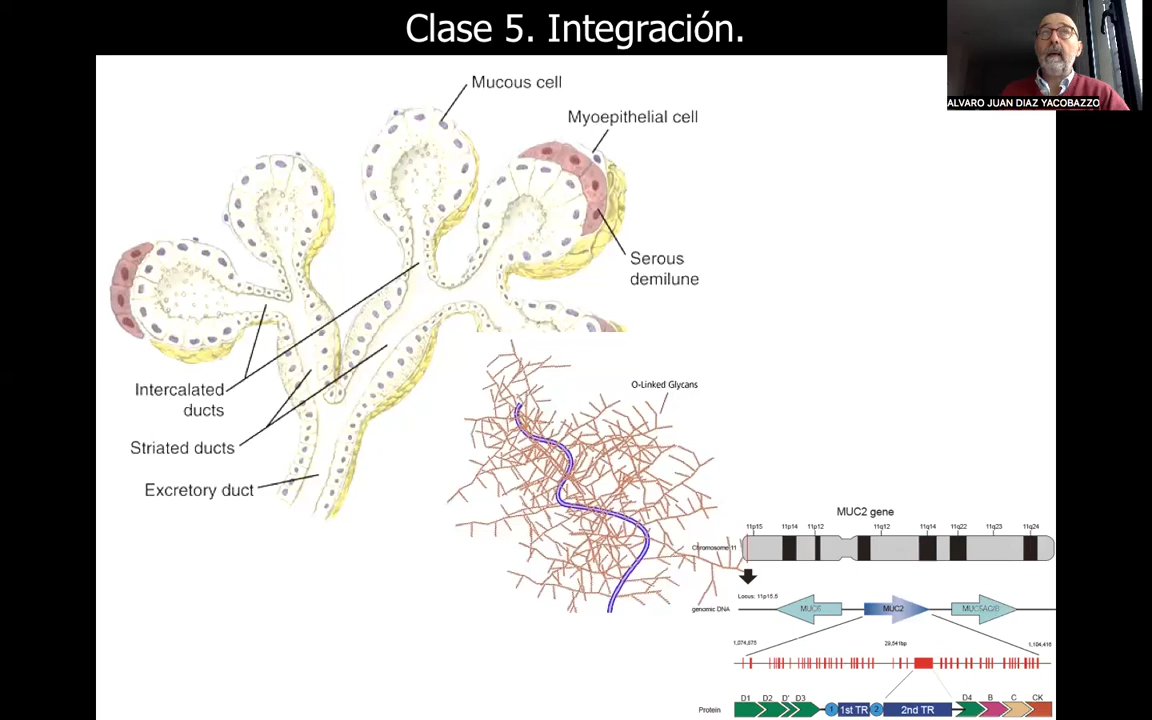 Clase 5. Integración.
ALVARO JUAN DIAZ YACOBAZZO
Mucous cell
Myoepithelial cell
Serous
demilune
Intercalated
ducts
Striated ducts
Excretory duct
O-Linked Glycans
MUC2 gene
11p15 11p14 11p12 11q12 11q14 11q22 11q23 11q24
Chromosome 11
Locus: 11p15.5
genomic DNA
MUC6 MUC2 MUC5AC/B
1,074,875 1,104,416
Protein
D1 D2 D' D3 1 1st TR 2 2nd TR D4 B C CK